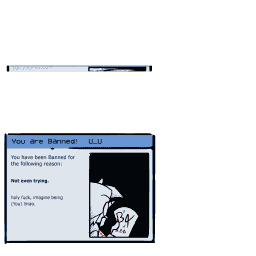 You are Banned! U_U
You have been Banned for
the following reason:
Not even trying.
holy fuck, imagine being
(You) lmao.